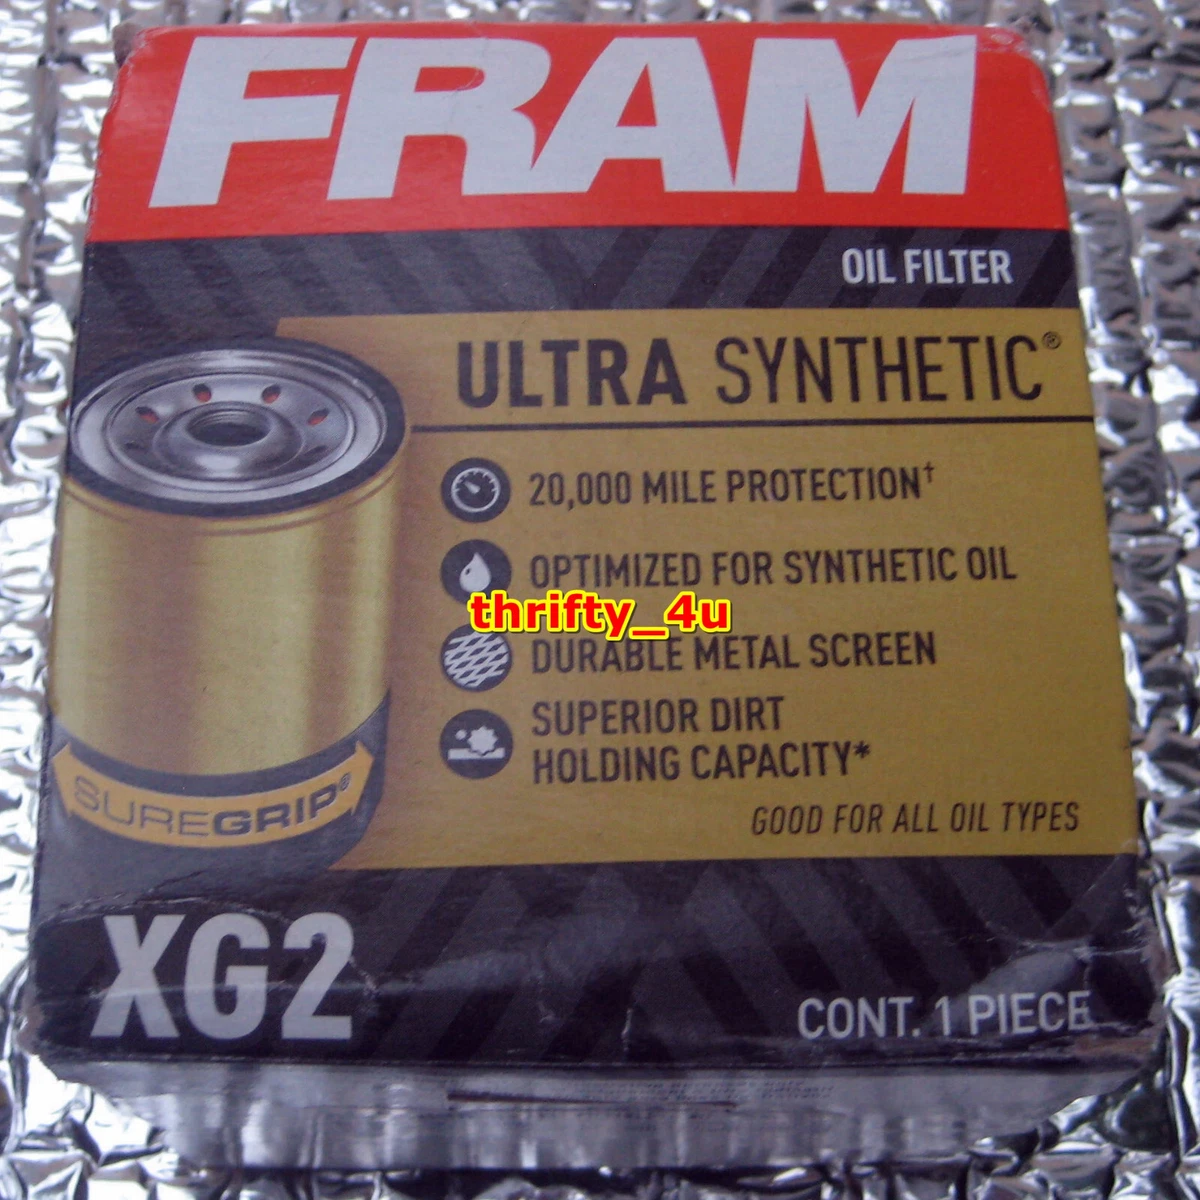 FRAM
OIL FILTER
ULTRA SYNTHETIC®
20,000 MILE PROTECTION†
OPTIMIZED FOR SYNTHETIC OIL
thrifty_4u
DURABLE METAL SCREEN
SUPERIOR DIRT
HOLDING CAPACITY*
SUREGRIP®
GOOD FOR ALL OIL TYPES
XG2
CONT. 1 PIECE